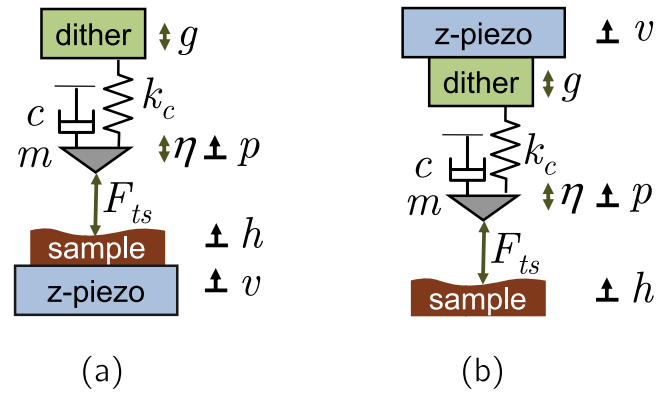 dither
g
c
k_c
m
η
p
F_ts
sample
h
z-piezo
v
(a)
z-piezo
v
dither
g
c
k_c
m
η
p
F_ts
sample
h
(b)